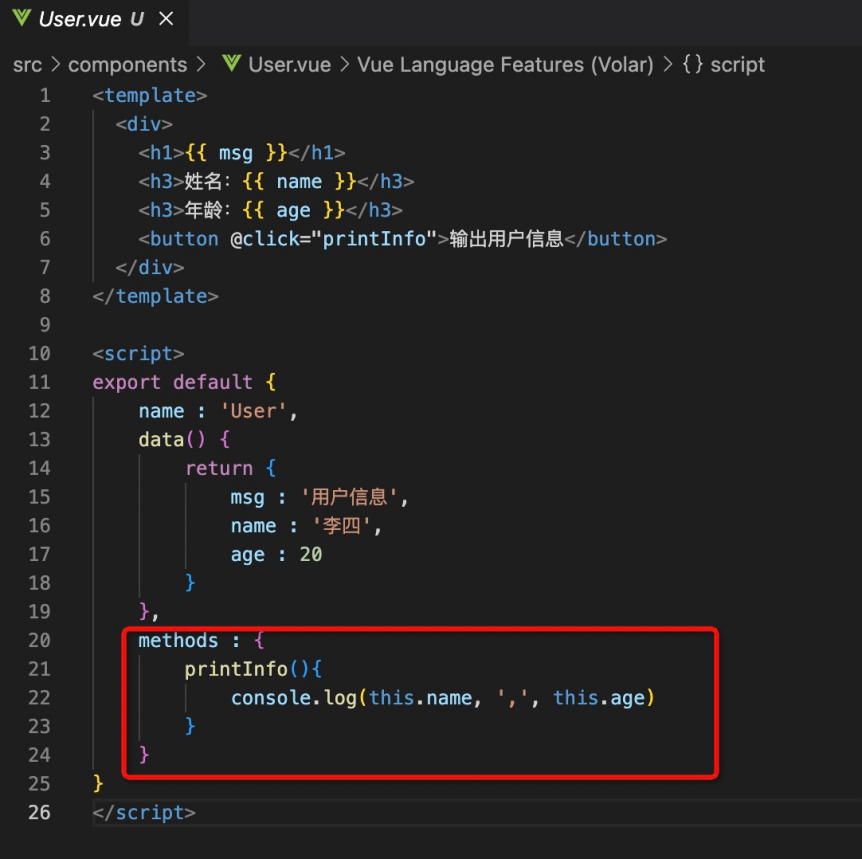 User.vue U ×
src > components > User.vue > Vue Language Features (Volar) > {} script
1 <template>
2   <div>
3     <h1>{{ msg }}</h1>
4     <h3>姓名: {{ name }}</h3>
5     <h3>年龄: {{ age }}</h3>
6     <button @click="printInfo">输出用户信息</button>
7   </div>
8 </template>
9
10 <script>
11 export default {
12     name : 'User',
13     data() {
14         return {
15             msg : '用户信息',
16             name : '李四',
17             age : 20
18         }
19     },
20     methods : {
21         printInfo(){
22             console.log(this.name, ',', this.age)
23         }
24     }
25 }
26 </script>